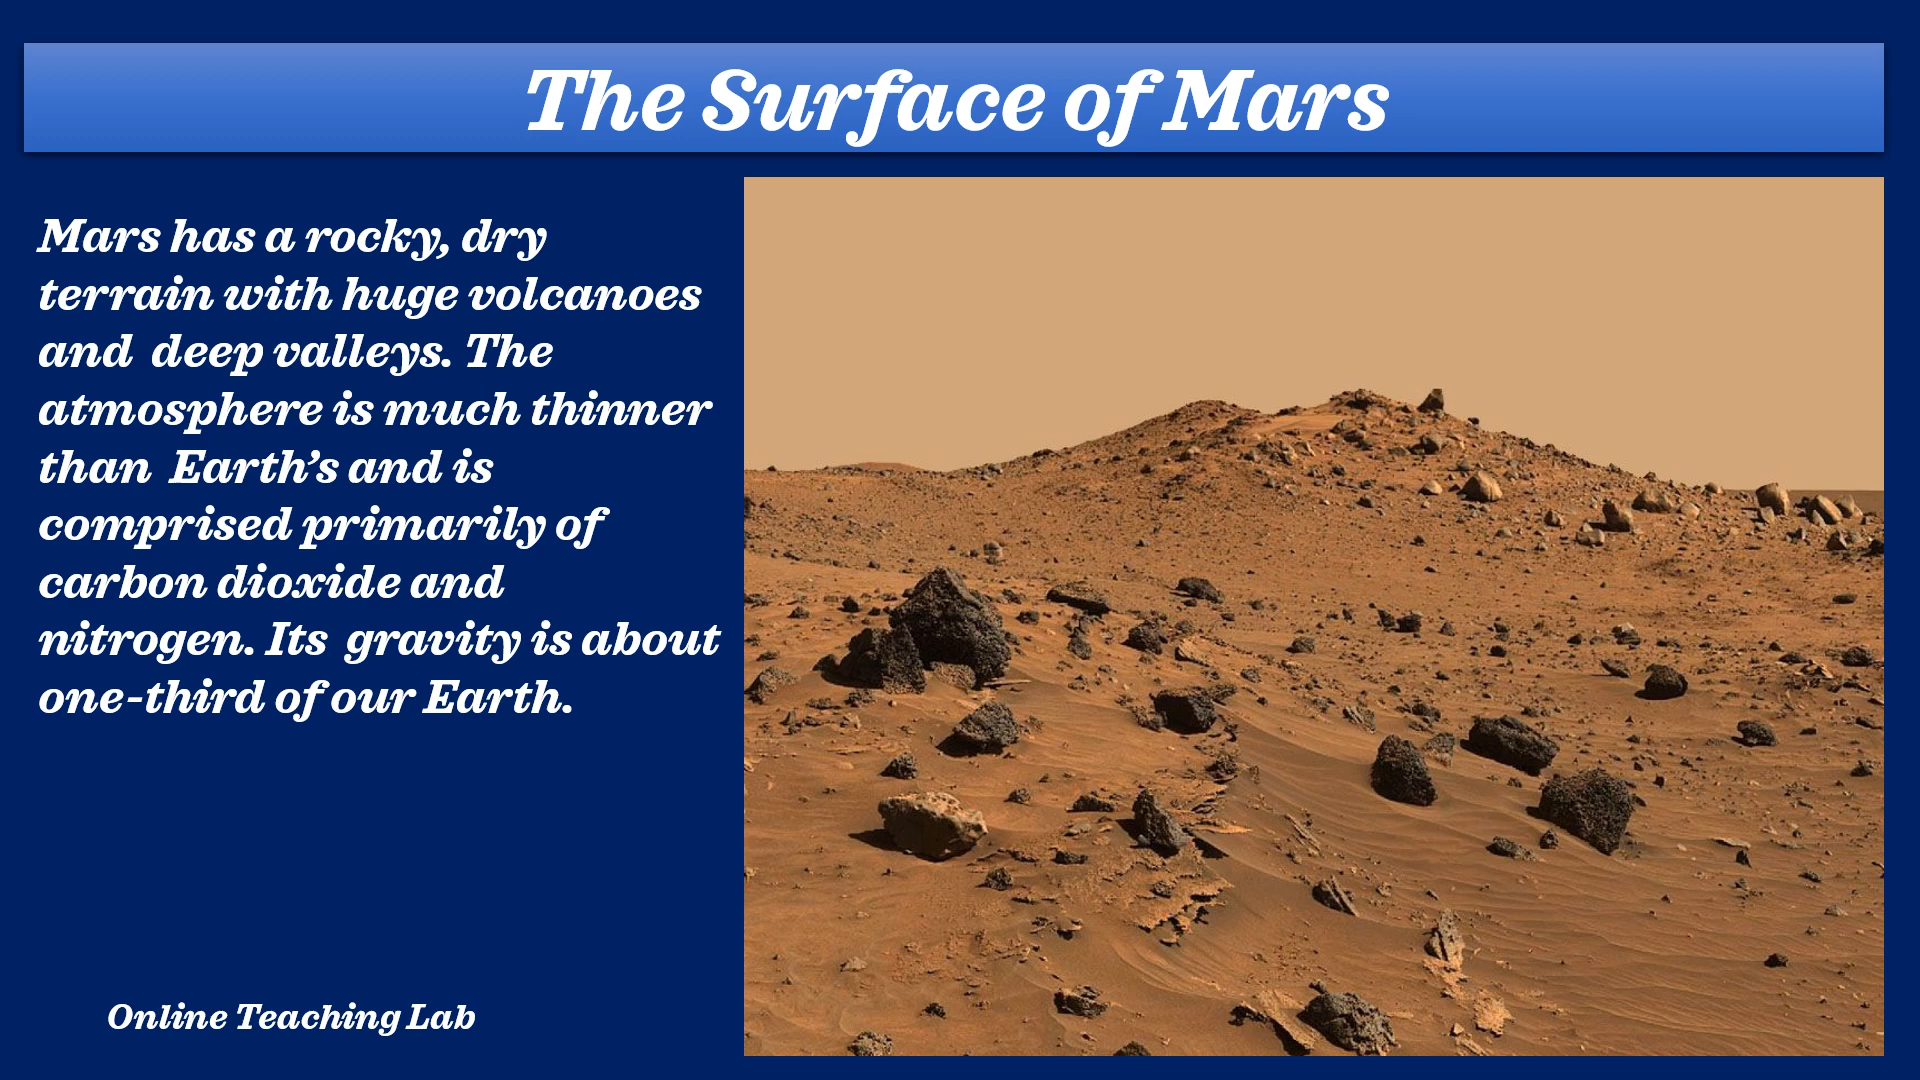 The Surface of Mars
Mars has a rocky, dry
terrain with huge volcanoes
and  deep valleys. The
atmosphere is much thinner
than  Earth’s and is
comprised primarily of
carbon dioxide and
nitrogen. Its  gravity is about
one-third of our Earth.
Online Teaching Lab